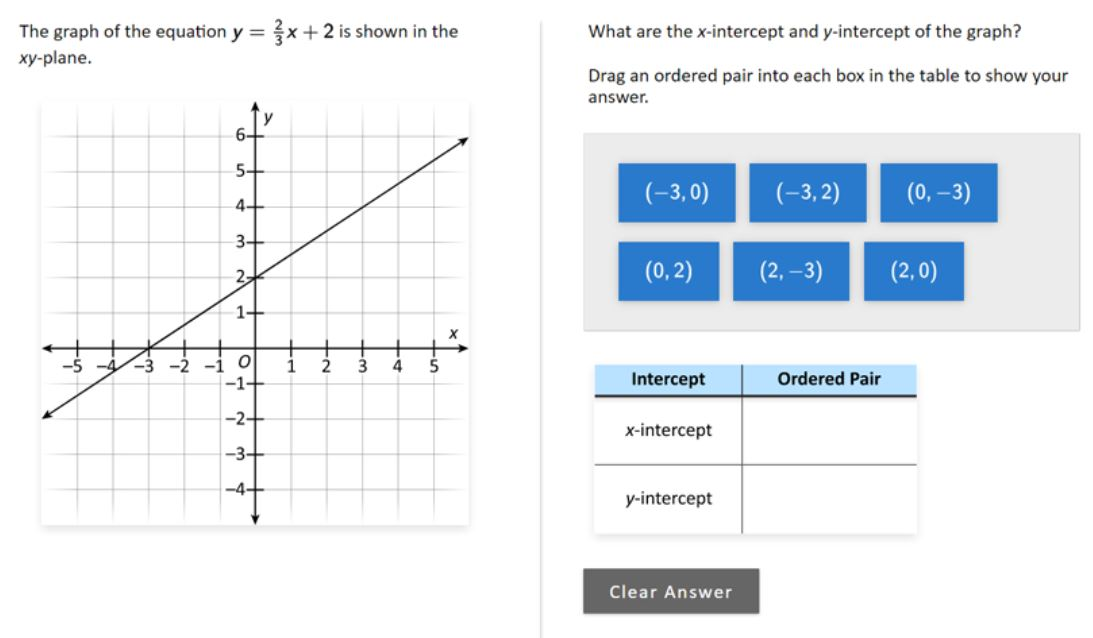 The graph of the equation y = 2/3 x + 2 is shown in the
xy-plane.
y
6
5
4
3
2
1
x
−5 −4 −3 −2 −1 O 1 2 3 4 5
−1
−2
−3
−4
What are the x-intercept and y-intercept of the graph?
Drag an ordered pair into each box in the table to show your
answer.
(−3, 0) (−3, 2) (0, −3)
(0, 2) (2, −3) (2, 0)
Intercept Ordered Pair
x-intercept
y-intercept
Clear Answer